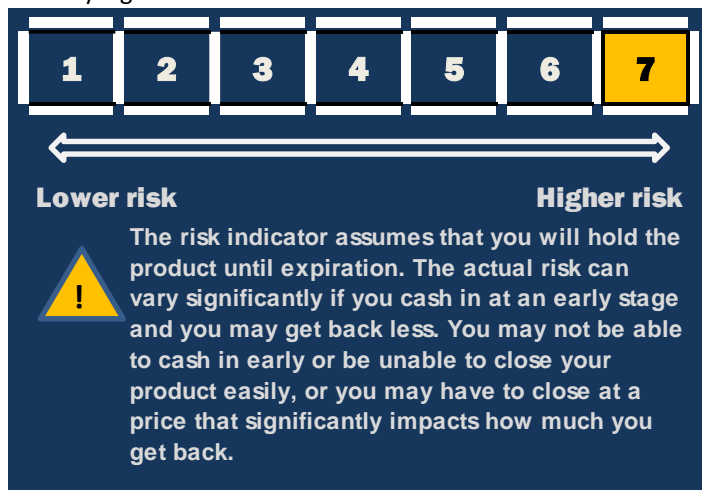 1 2 3 4 5 6 7
Lower risk Higher risk
The risk indicator assumes that you will hold the
product until expiration. The actual risk can
! vary significantly if you cash in at an early stage
and you may get back less. You may not be able
to cash in early or be unable to close your
product easily, or you may have to close at a
price that significantly impacts how much you
get back.